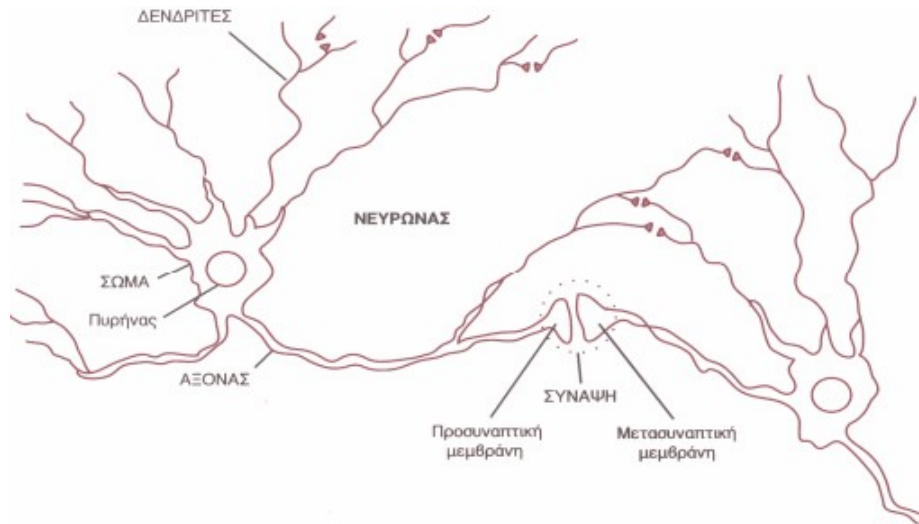 ΔΕΝΔΡΙΤΕΣ
ΝΕΥΡΩΝΑΣ
ΣΩΜΑ
Πυρήνας
ΑΞΟΝΑΣ
ΣΥΝΑΨΗ
Προσυναπτική
μεμβράνη
Μετασυναπτική
μεμβράνη